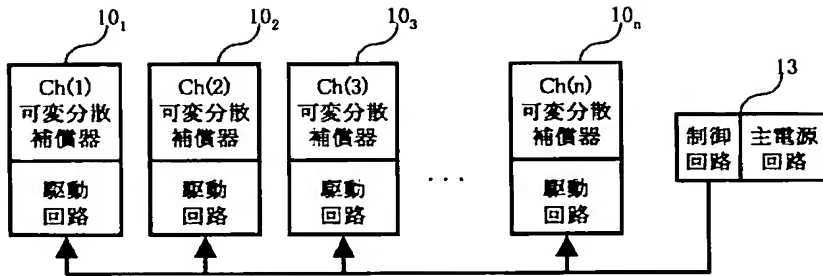 10₁
10₂
10₃
10ₙ
13
Ch(1)
可変分散
補償器
駆動
回路
Ch(2)
可変分散
補償器
駆動
回路
Ch(3)
可変分散
補償器
駆動
回路
...
Ch(n)
可変分散
補償器
駆動
回路
制御
回路
主電源
回路